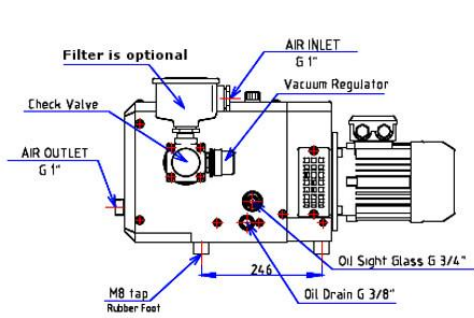 Filter is optional
AIR INLET
G 1"
Vacuum Regulator
Check Valve
AIR OUTLET
G 1"
246
Oil Sight Glass G 3/4"
M8 tap
Rubber Foot
Oil Drain G 3/8"